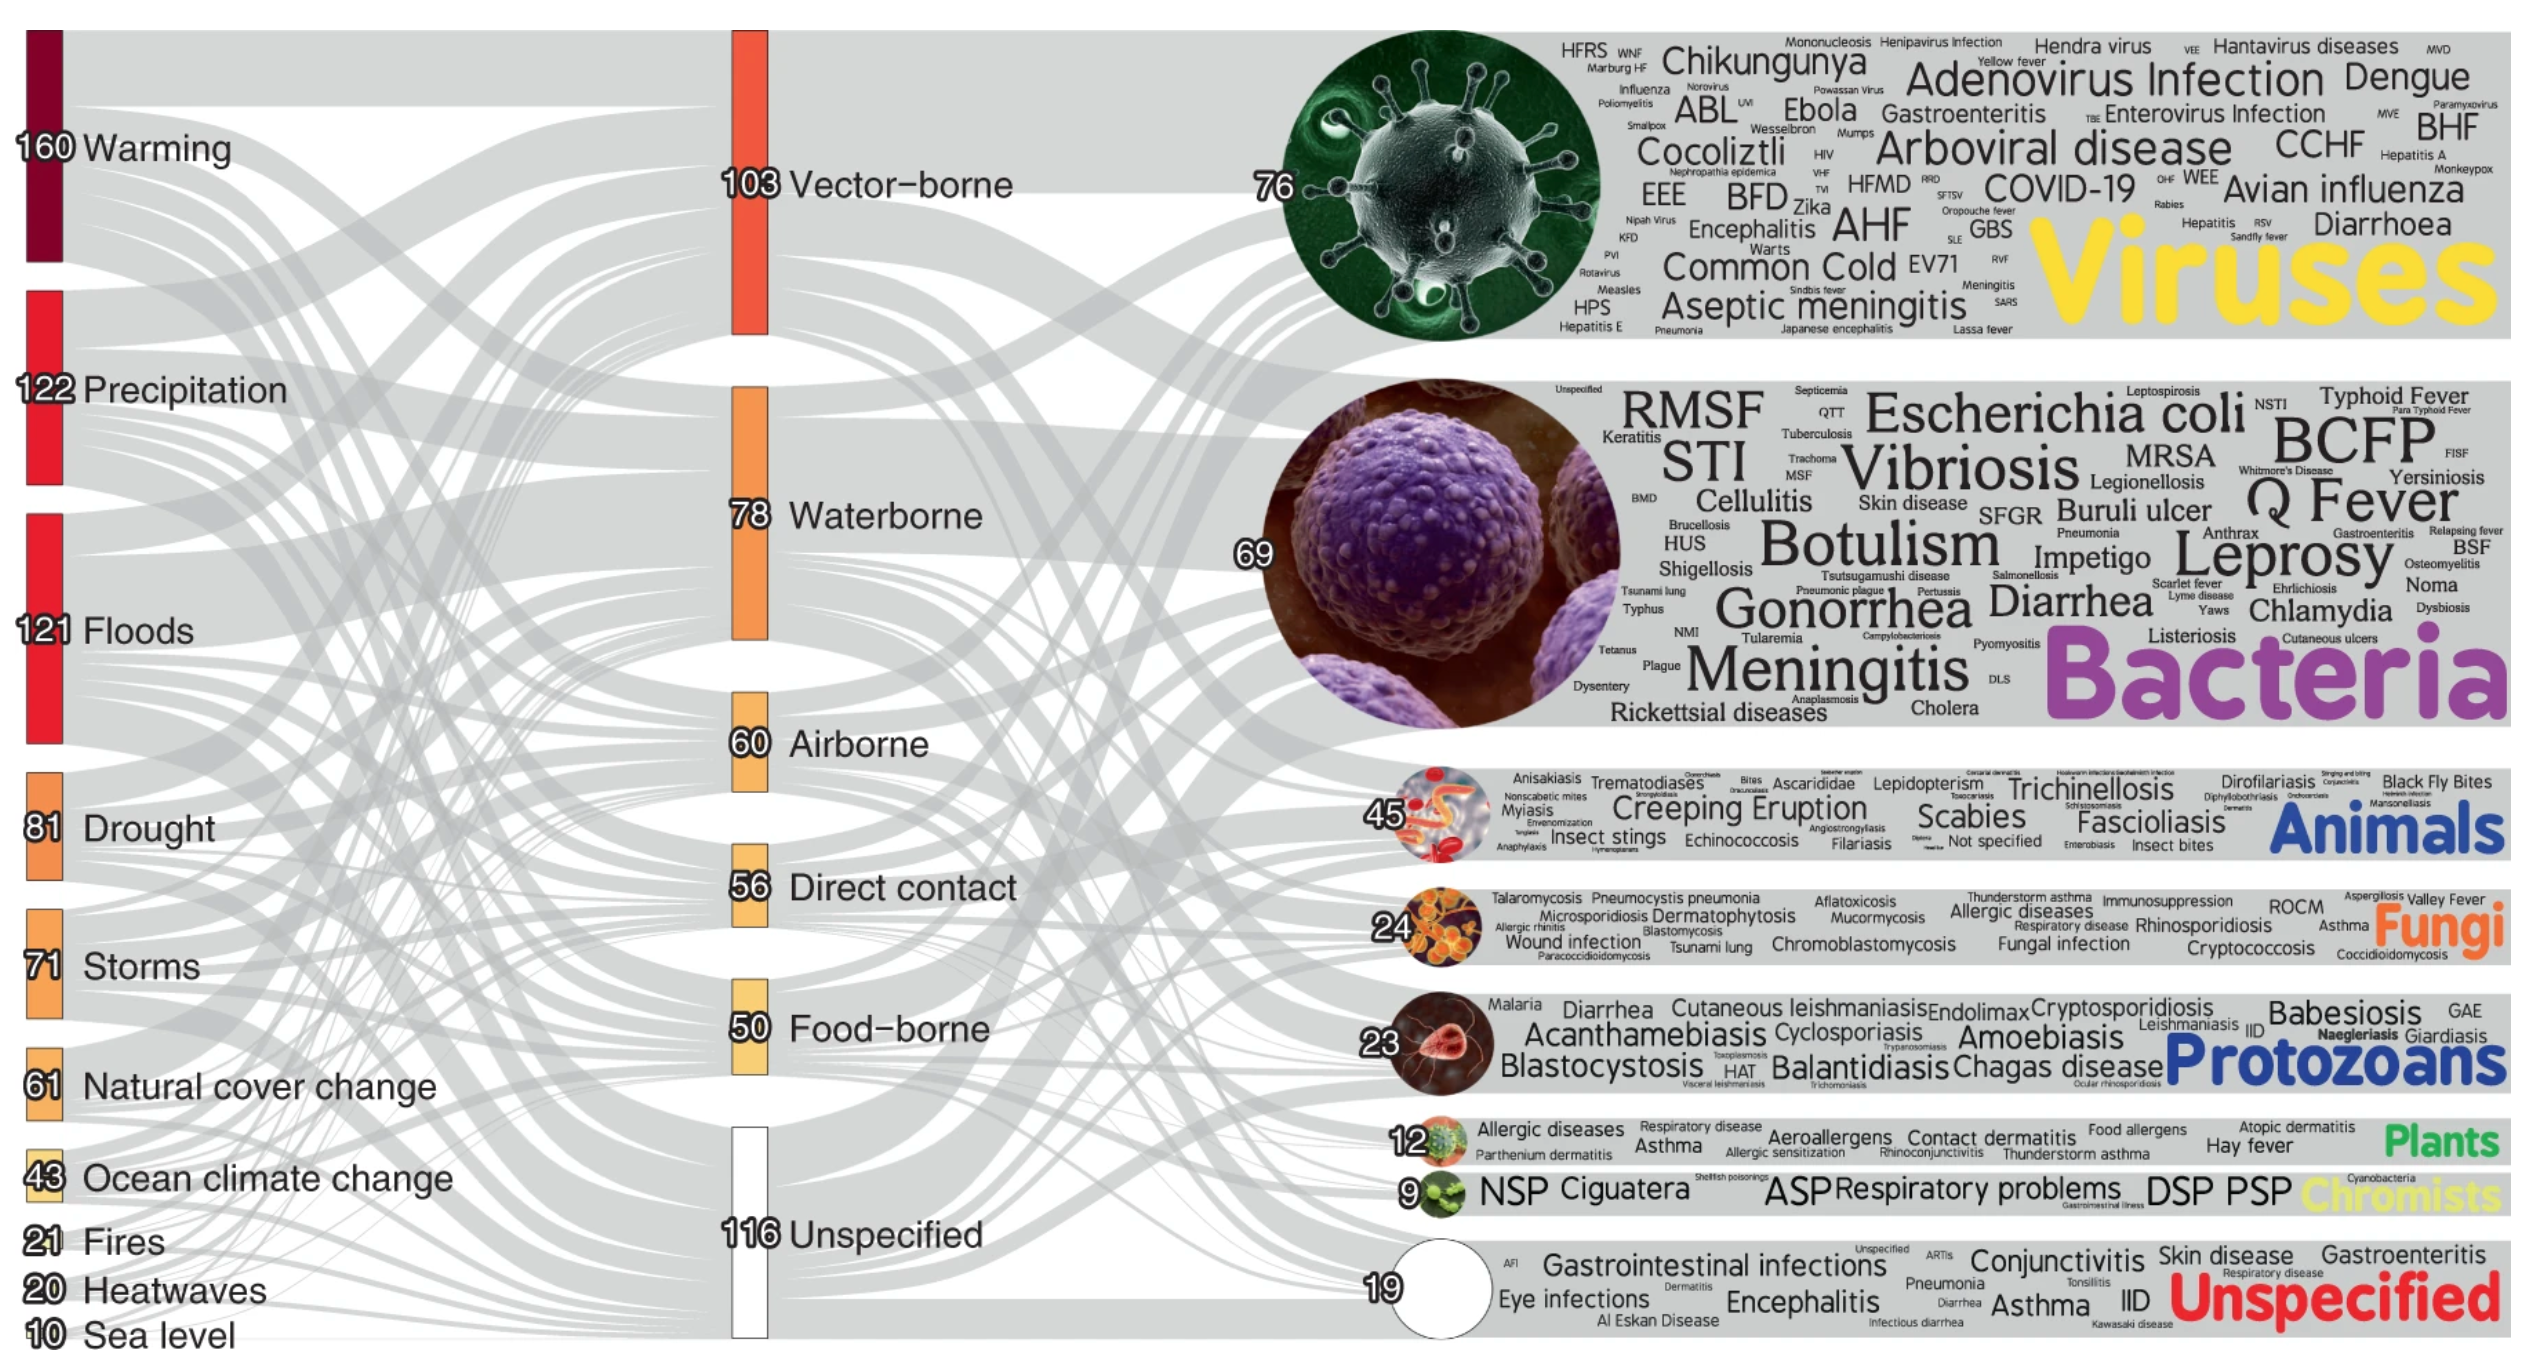 160 Warming
122 Precipitation
121 Floods
81 Drought
71 Storms
61 Natural cover change
43 Ocean climate change
21 Fires
20 Heatwaves
10 Sea level
103 Vector-borne
78 Waterborne
60 Airborne
56 Direct contact
50 Food-borne
116 Unspecified
76
HFRS WNF Mononucleosis Henipavirus Infection Hendra virus VEE Hantavirus diseases MVD
Marburg HF Chikungunya Yellow fever
Adenovirus Infection Dengue
Influenza Norovirus Powassan Virus
Poliomyelitis ABL UVI Ebola Gastroenteritis TBE Enterovirus Infection MVE Paramyxovirus
Smallpox Wesselbron Mumps BHF
Cocoliztli HIV Arboviral disease CCHF Hepatitis A
Nephropathia epidemica VHF Monkeypox
EEE BFD TVI HFMD RRD SFTSV COVID-19 OHF WEE Avian influenza
Zika Oropouche fever Rabies
Nipah Virus Encephalitis AHF GBS Hepatitis RSV Diarrhoea
KFD SLE Sandfly fever
PVI Warts
Common Cold EV71 RVF
Rotavirus
Measles Sindbis fever Meningitis
HPS Aseptic meningitis SARS
Hepatitis E Pneumonia Japanese encephalitis Lassa fever
Viruses
69
Unspecified RMSF Septicemia Leptospirosis Typhoid Fever
QTT Escherichia coli NSTI Para Typhoid Fever
Keratitis Tuberculosis BCFP
STI Trachoma Vibriosis MRSA FISF
MSF Whitmore's Disease Yersiniosis
Legionellosis
BMD Cellulitis Skin disease SFGR Buruli ulcer Q Fever
Brucellosis Pneumonia Anthrax Gastroenteritis Relapsing fever
HUS Botulism Impetigo Leprosy BSF
Shigellosis Osteomyelitis
Tsutsugamushi disease Salmonellosis Scarlet fever Ehrlichiosis Noma
Tsunami lung Pneumonic plague Pertussis Diarrhea Lyme disease
Typhus Gonorrhea Yaws Chlamydia Dysbiosis
NMI Tularemia Campylobacteriosis Listeriosis Cutaneous ulcers
Tetanus Pyomyositis
Plague Meningitis DLS
Dysentery Anaplasmosis
Rickettsial diseases Cholera
Bacteria
45
Anisakiasis Trematodiases Bites Ascarididae Lepidopterism Dirofilariasis Black Fly Bites
Nonscabetic mites Trichinellosis Diphyllobothriasis
Myiasis Creeping Eruption Toxocariasis Schistosomiasis Mansonelliasis
Envenomization Scabies Fascioliasis Dermatitis
Insect stings Echinococcosis Angiostrongyliasis
Anaphylaxis Filariasis Not specified Enterobiasis Insect bites
Animals
24
Talaromycosis Pneumocystis pneumonia Aflatoxicosis Thunderstorm asthma Immunosuppression Aspergillosis Valley Fever
Microsporidiosis Dermatophytosis Mucormycosis Allergic diseases ROCM
Allergic rhinitis Blastomycosis Respiratory disease Rhinosporidiosis Asthma
Wound infection Tsunami lung Chromoblastomycosis Fungal infection Cryptococcosis
Paracoccidioidomycosis Coccidioidomycosis
Fungi
23
Malaria Diarrhea Cutaneous leishmaniasis Endolimax Cryptosporidiosis Babesiosis GAE
Acanthamebiasis Cyclosporiasis Amoebiasis Leishmaniasis IID Naegleriasis Giardiasis
Trypanosomiasis
Blastocystosis Toxoplasmosis HAT Balantidiasis Chagas disease
Visceral leishmaniasis Trichomoniasis Ocular rhinosporidiosis
Protozoans
12
Allergic diseases Respiratory disease Aeroallergens Contact dermatitis Food allergens Atopic dermatitis
Parthenium dermatitis Asthma Allergic sensitization Rhinoconjunctivitis Thunderstorm asthma Hay fever
Plants
9
NSP Ciguatera Shellfish poisonings ASP Respiratory problems Gastrointestinal illness DSP PSP Cyanobacteria
Chromists
19
AFI Gastrointestinal infections Unspecified ARTIs Conjunctivitis Skin disease Gastroenteritis
Respiratory disease
Eye infections Dermatitis Encephalitis Pneumonia Tonsillitis
Diarrhea Asthma IID
Al Eskan Disease Infectious diarrhea Kawasaki disease
Unspecified